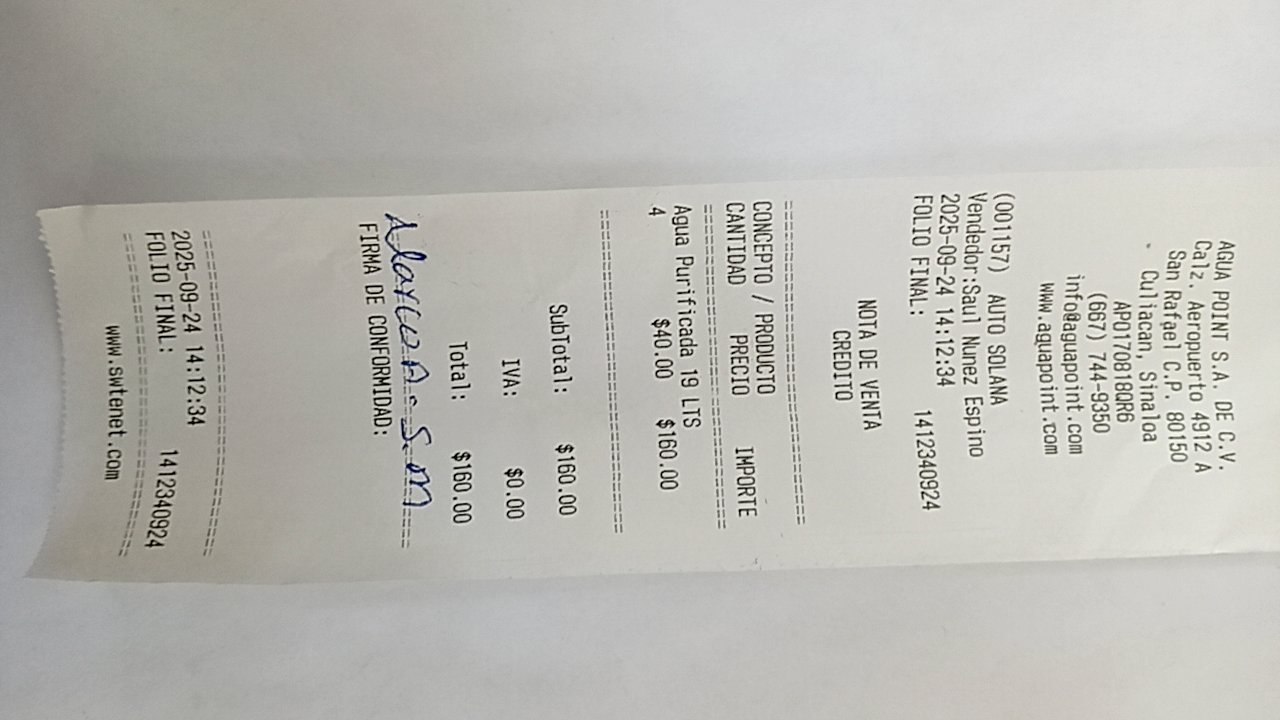 AGUA POINT S.A. DE C.V.
Calz. Aeropuerto 4912 A
San Rafael C.P. 80150
Culiacan, Sinaloa
APO170818QR6
(667) 744-9350
info@aguapoint.com
www.aguapoint.com
(001157) AUTO SOLANA
Vendedor:Saul Nunez Espino
2025-09-24 14:12:34
FOLIO FINAL: 1412340924
NOTA DE VENTA
CREDITO
==============================
CONCEPTO / PRODUCTO
CANTIDAD PRECIO IMPORTE
==============================
Agua Purificada 19 LTS
4 $40.00 $160.00
==============================
SubTotal: $160.00
IVA: $0.00
Total: $160.00
S.M
FIRMA DE CONFORMIDAD:
==============================
2025-09-24 14:12:34
FOLIO FINAL: 1412340924
==============================
www.swtenet.com